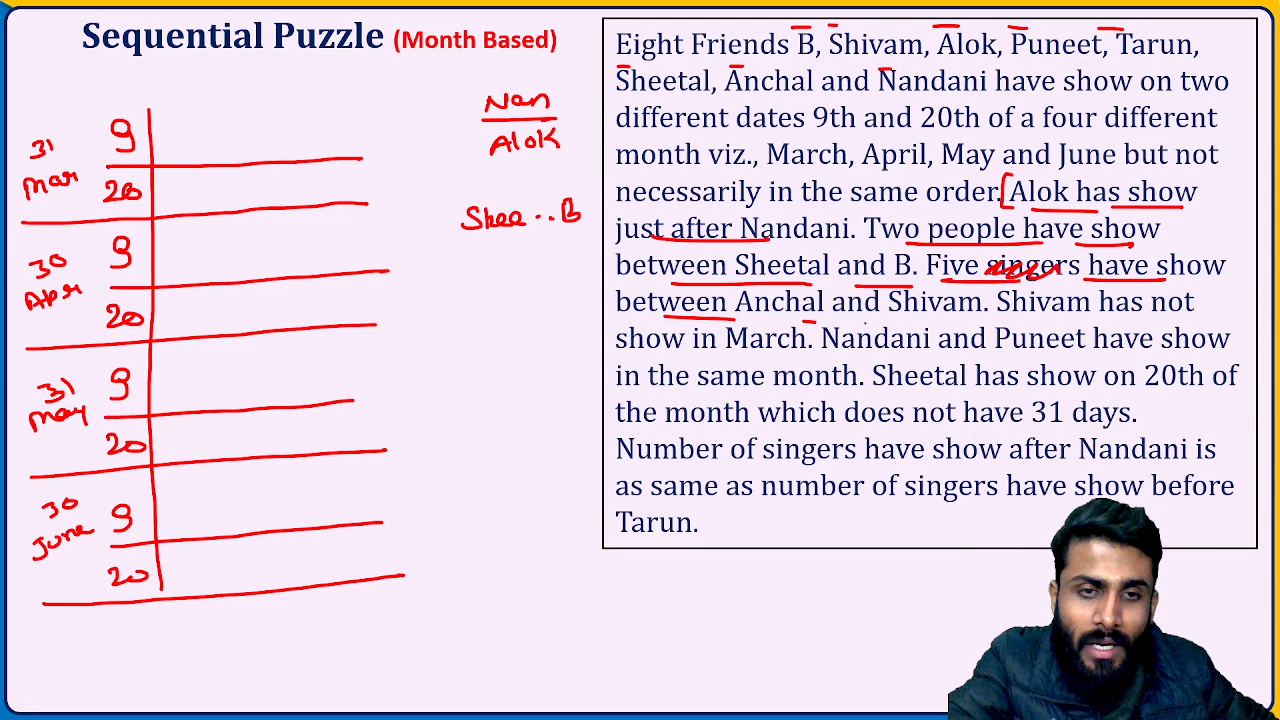 Sequential Puzzle (Month Based)
Eight Friends B, Shivam, Alok, Puneet, Tarun,
Sheetal, Anchal and Nandani have show on two
different dates 9th and 20th of a four different
month viz., March, April, May and June but not
necessarily in the same order. Alok has show
just after Nandani. Two people have show
between Sheetal and B. Five singers have show
between Anchal and Shivam. Shivam has not
show in March. Nandani and Puneet have show
in the same month. Sheetal has show on 20th of
the month which does not have 31 days.
Number of singers have show after Nandani is
as same as number of singers have show before
Tarun.
Nan
Alok
Shee .. B
31
Mar
9
20
30
Apr
9
20
31
May
9
20
30
June
9
20